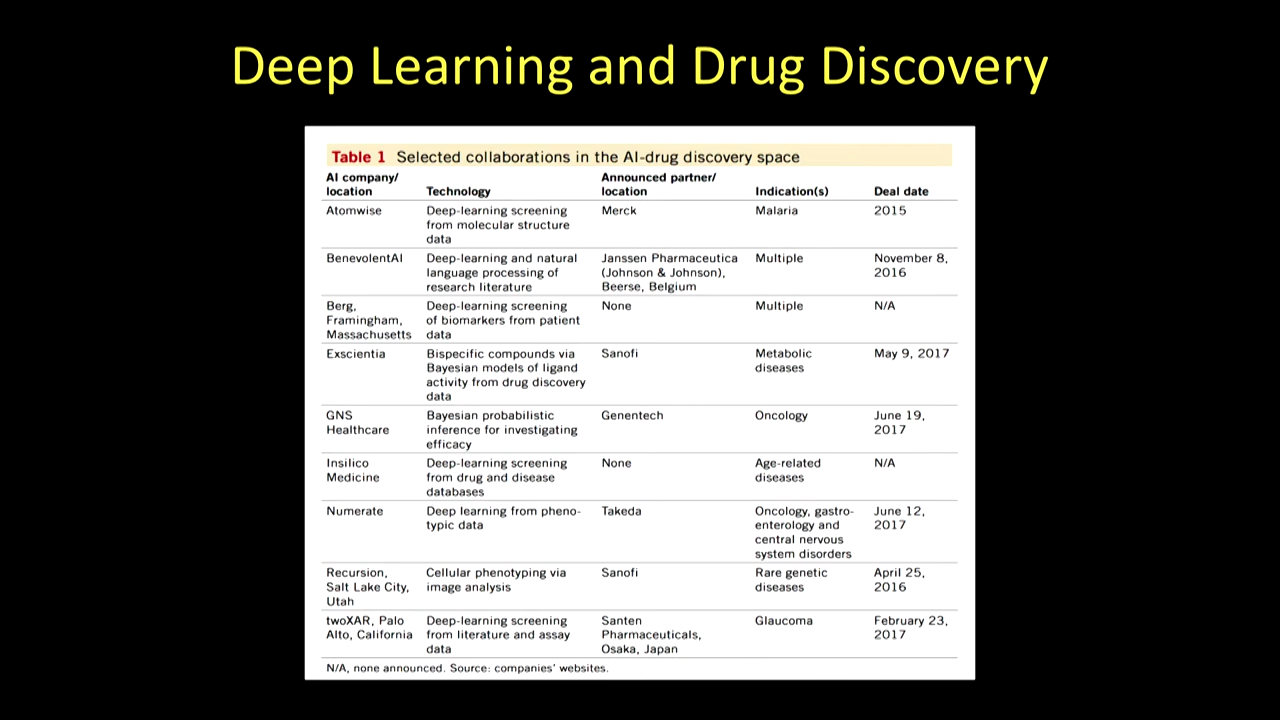 Deep Learning and Drug Discovery
Table 1 Selected collaborations in the AI-drug discovery space
AI company/
location
Technology
Announced partner/
location
Indication(s)
Deal date
Atomwise
Deep-learning screening
from molecular structure
data
Merck
Malaria
2015
BenevolentAI
Deep-learning and natural
language processing of
research literature
Janssen Pharmaceutica
(Johnson & Johnson),
Beerse, Belgium
Multiple
November 8,
2016
Berg,
Framingham,
Massachusetts
Deep-learning screening
of biomarkers from patient
data
None
Multiple
N/A
Exscientia
Bispecific compounds via
Bayesian models of ligand
activity from drug discovery
data
Sanofi
Metabolic
diseases
May 9, 2017
GNS
Healthcare
Bayesian probabilistic
inference for investigating
efficacy
Genentech
Oncology
June 19,
2017
Insilico
Medicine
Deep-learning screening
from drug and disease
databases
None
Age-related
diseases
N/A
Numerate
Deep learning from pheno-
typic data
Takeda
Oncology, gastro-
enterology and
central nervous
system disorders
June 12,
2017
Recursion,
Salt Lake City,
Utah
Cellular phenotyping via
image analysis
Sanofi
Rare genetic
diseases
April 25,
2016
twoXAR, Palo
Alto, California
Deep-learning screening
from literature and assay
data
Santen
Pharmaceuticals,
Osaka, Japan
Glaucoma
February 23,
2017
N/A, none announced. Source: companies' websites.